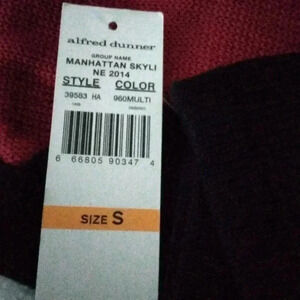 alfred dunner
GROUP NAME
MANHATTAN SKYLI
NE 2014
STYLE COLOR
39583 HA 960MULTI
6 66805 90347 4
SIZE S